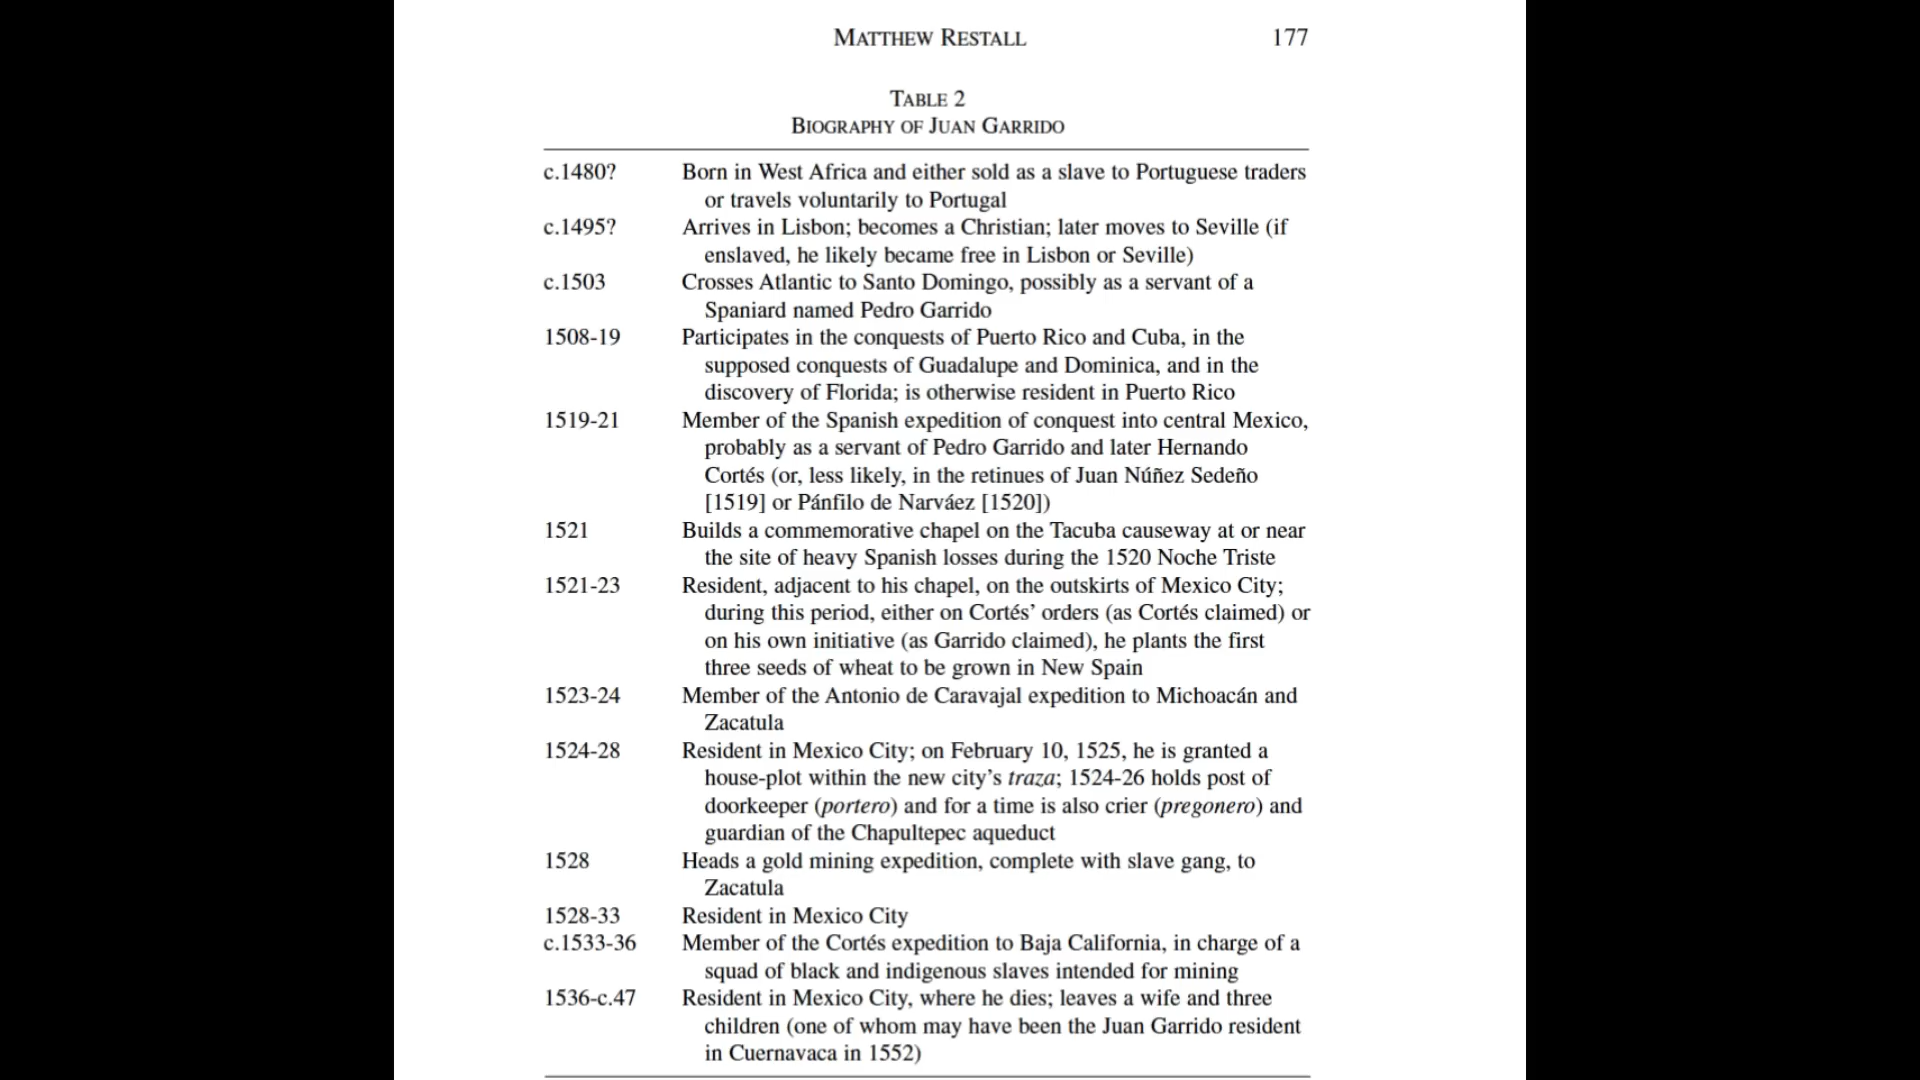 MATTHEW RESTALL 177
TABLE 2
BIOGRAPHY OF JUAN GARRIDO
c.1480? Born in West Africa and either sold as a slave to Portuguese traders
or travels voluntarily to Portugal
c.1495? Arrives in Lisbon; becomes a Christian; later moves to Seville (if
enslaved, he likely became free in Lisbon or Seville)
c.1503 Crosses Atlantic to Santo Domingo, possibly as a servant of a
Spaniard named Pedro Garrido
1508-19 Participates in the conquests of Puerto Rico and Cuba, in the
supposed conquests of Guadalupe and Dominica, and in the
discovery of Florida; is otherwise resident in Puerto Rico
1519-21 Member of the Spanish expedition of conquest into central Mexico,
probably as a servant of Pedro Garrido and later Hernando
Cortés (or, less likely, in the retinues of Juan Núñez Sedeño
[1519] or Pánfilo de Narváez [1520])
1521 Builds a commemorative chapel on the Tacuba causeway at or near
the site of heavy Spanish losses during the 1520 Noche Triste
1521-23 Resident, adjacent to his chapel, on the outskirts of Mexico City;
during this period, either on Cortés’ orders (as Cortés claimed) or
on his own initiative (as Garrido claimed), he plants the first
three seeds of wheat to be grown in New Spain
1523-24 Member of the Antonio de Caravajal expedition to Michoacán and
Zacatula
1524-28 Resident in Mexico City; on February 10, 1525, he is granted a
house-plot within the new city’s traza; 1524-26 holds post of
doorkeeper (portero) and for a time is also crier (pregonero) and
guardian of the Chapultepec aqueduct
1528 Heads a gold mining expedition, complete with slave gang, to
Zacatula
1528-33 Resident in Mexico City
c.1533-36 Member of the Cortés expedition to Baja California, in charge of a
squad of black and indigenous slaves intended for mining
1536-c.47 Resident in Mexico City, where he dies; leaves a wife and three
children (one of whom may have been the Juan Garrido resident
in Cuernavaca in 1552)